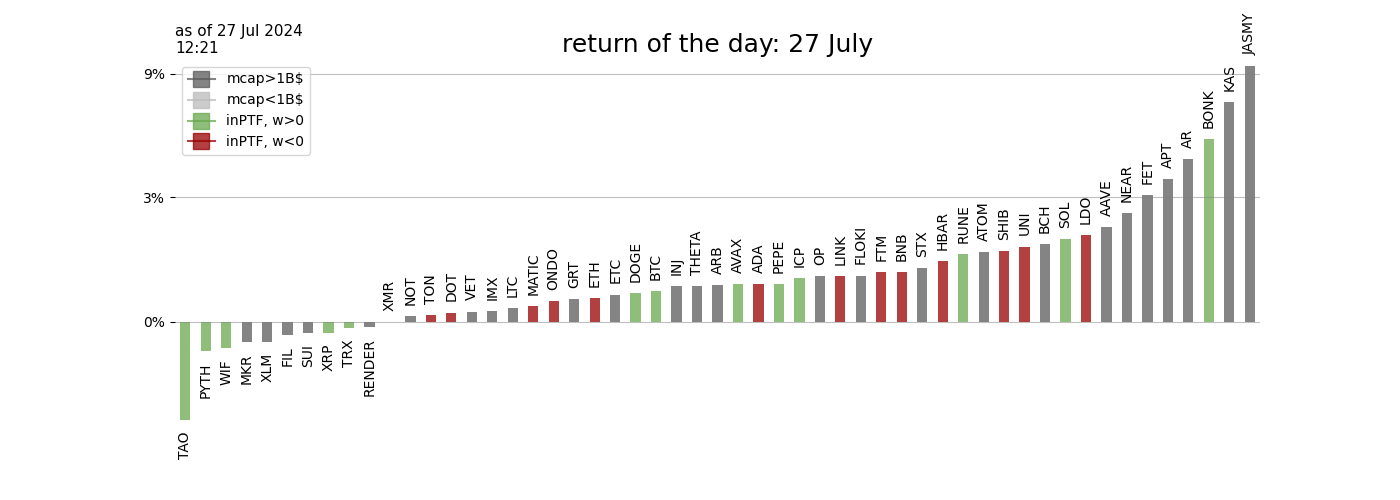 as of 27 Jul 2024
12:21
return of the day: 27 July
mcap>1B$
mcap<1B$
inPTF, w>0
inPTF, w<0
9%
3%
0%
TAO
PYTH
WIF
MKR
XLM
FIL
SUI
XRP
TRX
RENDER
XMR
NOT
TON
DOT
VET
IMX
LTC
MATIC
ONDO
GRT
ETH
ETC
DOGE
BTC
INJ
THETA
ARB
AVAX
ADA
PEPE
ICP
OP
LINK
FLOKI
FTM
BNB
STX
HBAR
RUNE
ATOM
SHIB
UNI
BCH
SOL
LDO
AAVE
NEAR
FET
APT
AR
BONK
KAS
JASMY